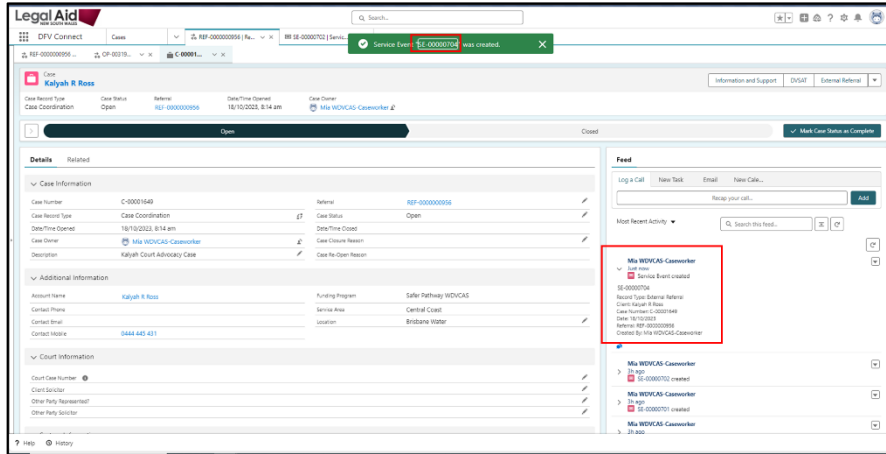 Legal Aid
NEW SOUTH WALES
Search...
DFV Connect
Cases
REF-0000000956 | Re...
SE-00000702 | Servic...
Service Event "SE-00000704" was created.
REF-0000000956 ...
OP-00319...
C-00001...
Case
Kalyah R Ross
Information and Support
DVSAT
External Referral
Case Record Type
Case Status
Referral
Date/Time Opened
Case Owner
Case Coordination
Open
REF-0000000956
18/10/2023, 8:14 am
Mia WDVCAS-Caseworker
Open
Closed
Mark Case Status as Complete
Details
Related
Case Information
Case Number
C-00001649
Referral
REF-0000000956
Case Record Type
Case Coordination
Case Status
Open
Date/Time Opened
18/10/2023, 8:14 am
Date/Time Closed
Case Owner
Mia WDVCAS-Caseworker
Case Closure Reason
Description
Kalyah Court Advocacy Case
Case Re-Open Reason
Additional Information
Account Name
Kalyah R Ross
Funding Program
Safer Pathway WDVCAS
Contact Phone
Service Area
Central Coast
Contact Email
Location
Brisbane Water
Contact Mobile
0444 445 431
Court Information
Court Case Number
Client Solicitor
Other Party Represented?
Other Party Solicitor
Feed
Log a Call
New Task
Email
New Cale...
Recap your call...
Add
Most Recent Activity
Search this feed...
Mia WDVCAS-Caseworker
Just now
Service Event created
SE-00000704
Record Type: External Referral
Client: Kalyah R Ross
Case Number: C-00001649
Date: 18/10/2023
Referral: REF-0000000956
Created By: Mia WDVCAS-Caseworker
Mia WDVCAS-Caseworker
3h ago
SE-00000702 created
Mia WDVCAS-Caseworker
3h ago
SE-00000701 created
Mia WDVCAS-Caseworker
3h ago
Help
History